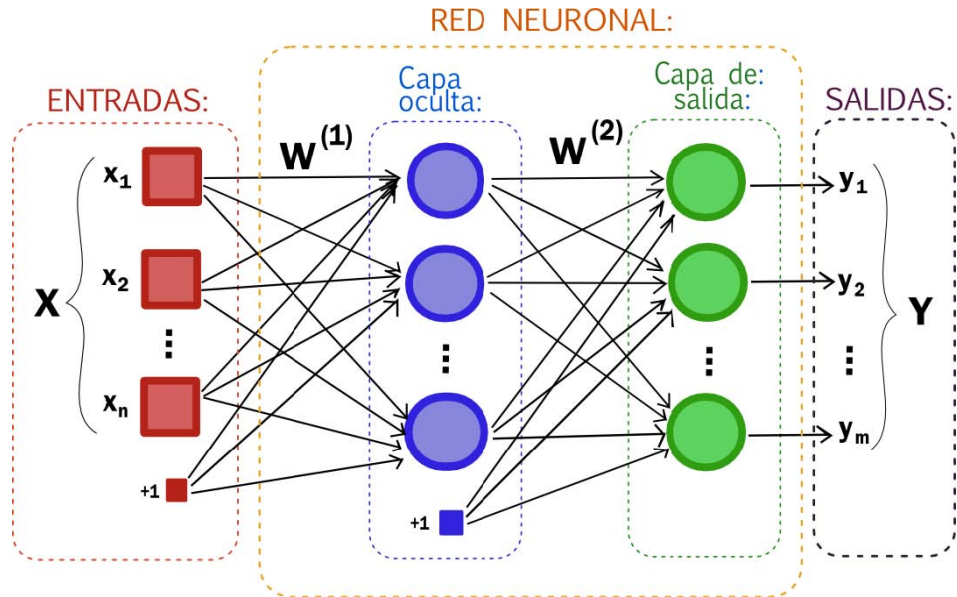 RED NEURONAL:
ENTRADAS:
Capa
oculta:
Capa de:
salida:
SALIDAS:
W(1)
W(2)
x1
x2
⋮
xn
+1
X
⋮
+1
⋮
y1
y2
⋮
ym
Y